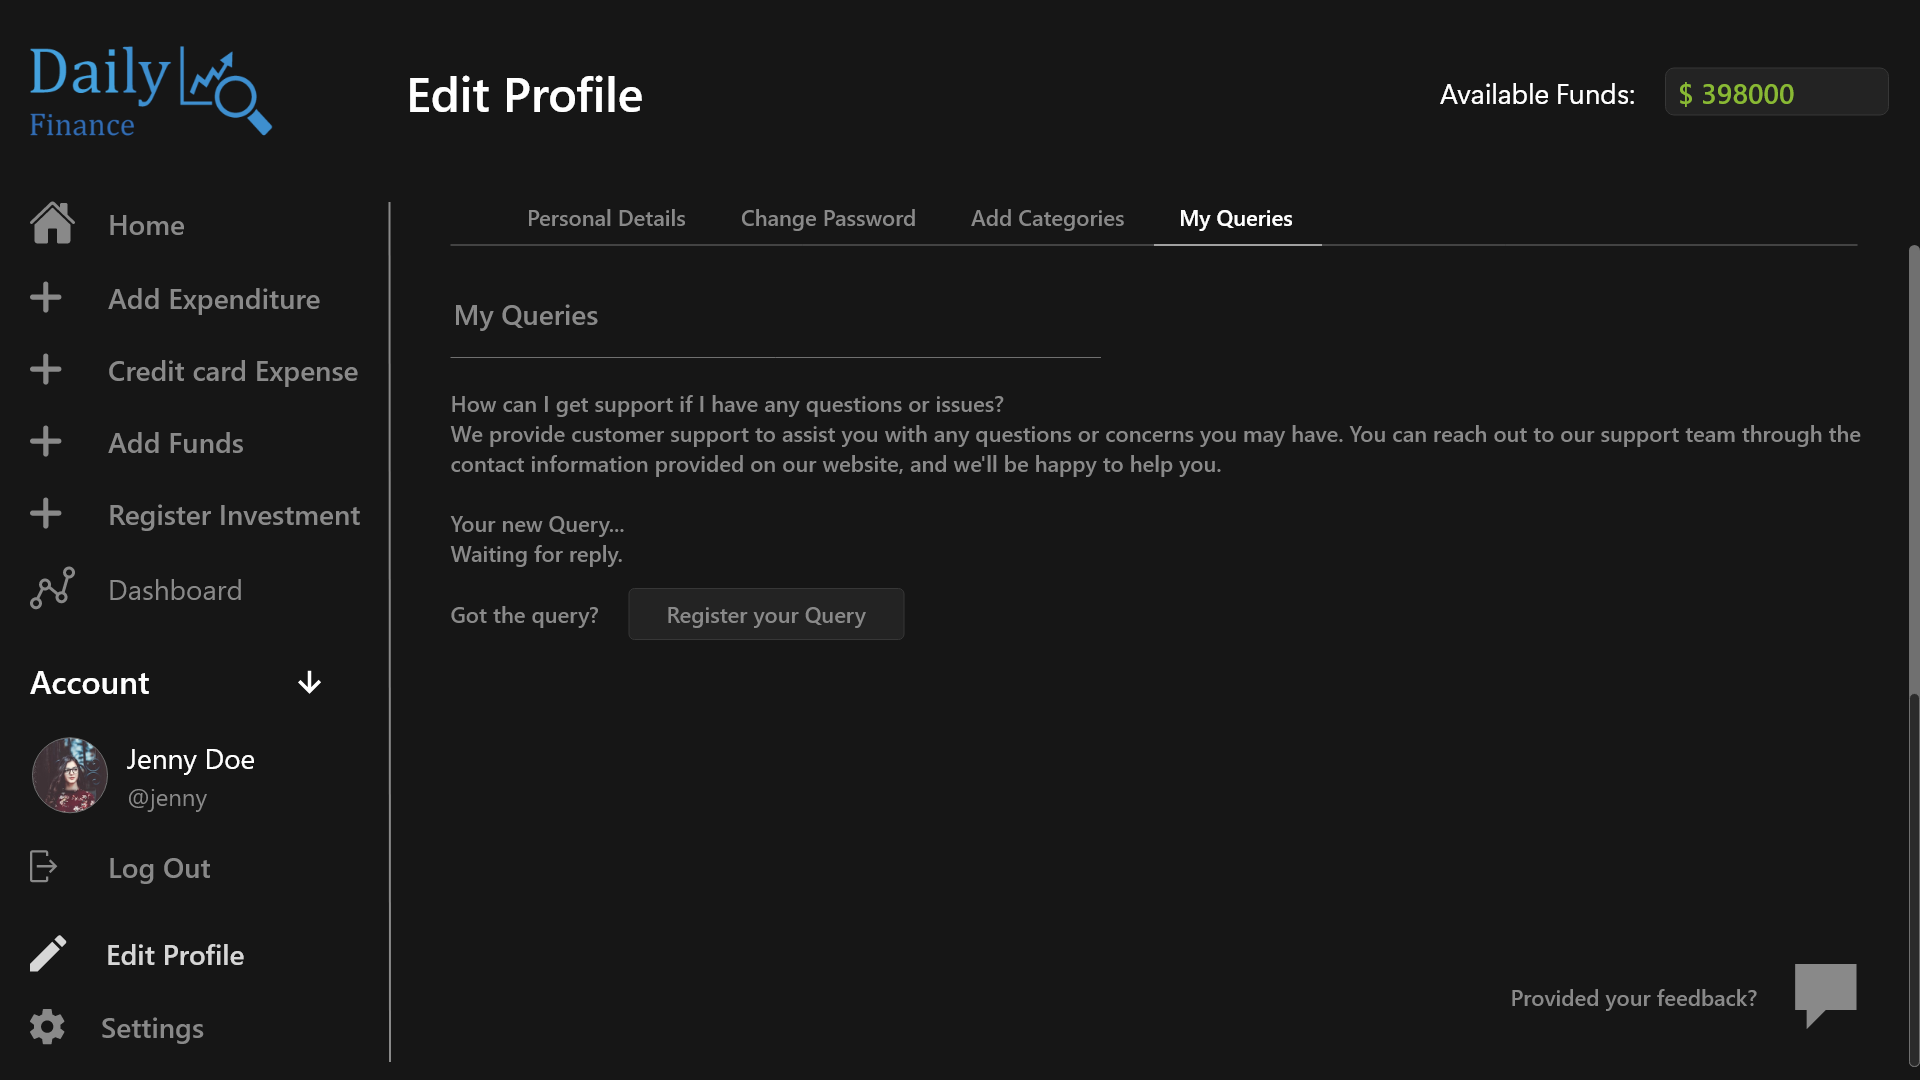 Daily
Finance
Edit Profile
Available Funds:
$ 398000
Home
Add Expenditure
Credit card Expense
Add Funds
Register Investment
Dashboard
Account
Jenny Doe
@jenny
Log Out
Edit Profile
Settings
Personal Details
Change Password
Add Categories
My Queries
My Queries
How can I get support if I have any questions or issues?
We provide customer support to assist you with any questions or concerns you may have. You can reach out to our support team through the
contact information provided on our website, and we'll be happy to help you.
Your new Query...
Waiting for reply.
Got the query?
Register your Query
Provided your feedback?